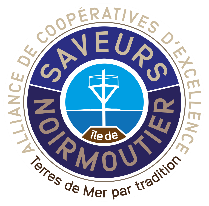 ALLIANCE DE COOPÉRATIVES D'EXCELLENCE
SAVEURS
île de
NOIRMOUTIER
Terres de Mer par tradition